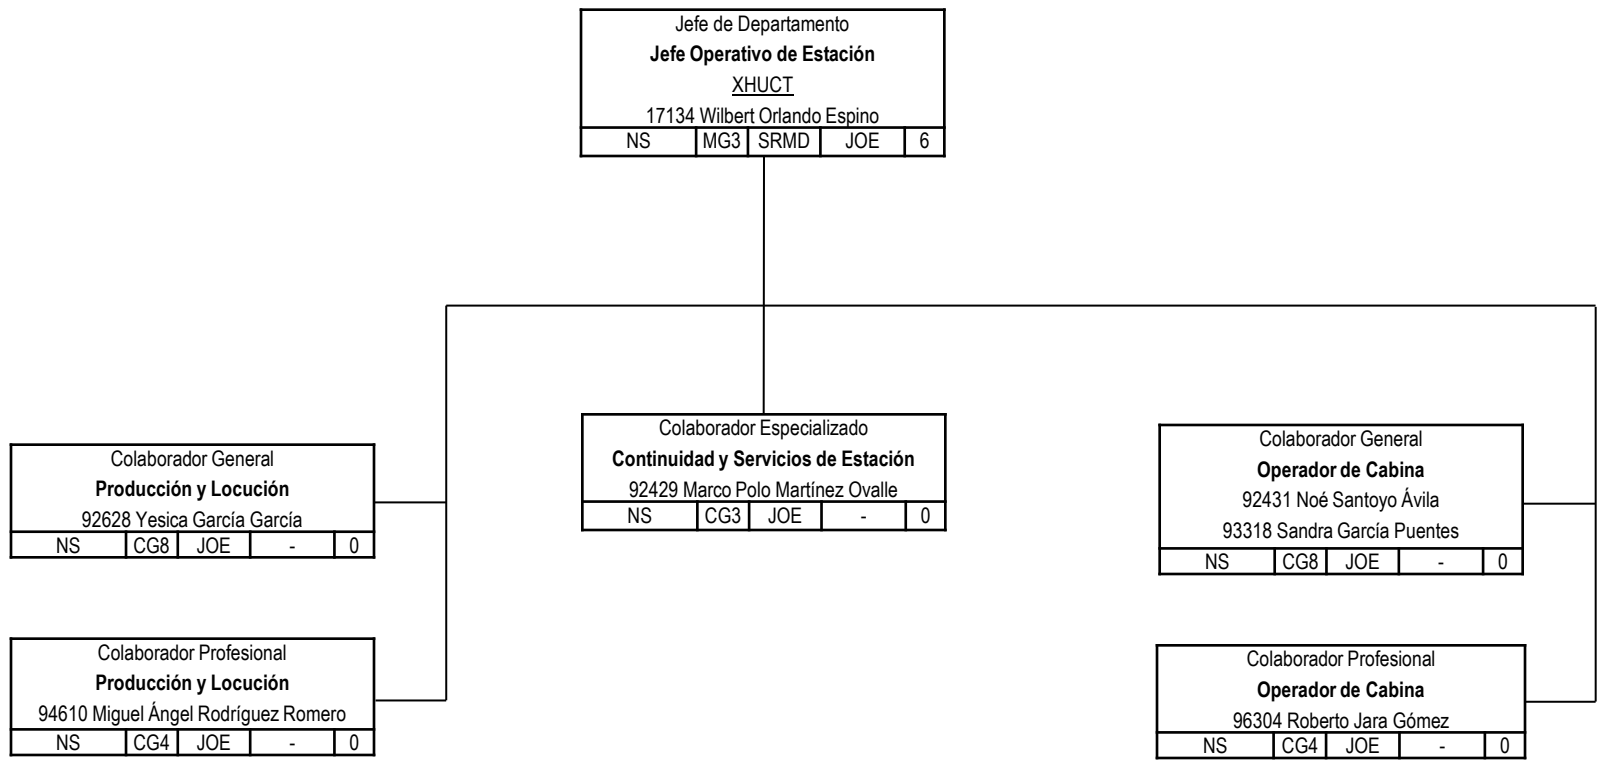 Jefe de Departamento
Jefe Operativo de Estación
XHUCT
17134 Wilbert Orlando Espino
NS MG3 SRMD JOE 6
Colaborador General
Producción y Locución
92628 Yesica García García
NS CG8 JOE - 0
Colaborador Especializado
Continuidad y Servicios de Estación
92429 Marco Polo Martínez Ovalle
NS CG3 JOE - 0
Colaborador General
Operador de Cabina
92431 Noé Santoyo Ávila
93318 Sandra García Puentes
NS CG8 JOE - 0
Colaborador Profesional
Producción y Locución
94610 Miguel Ángel Rodríguez Romero
NS CG4 JOE - 0
Colaborador Profesional
Operador de Cabina
96304 Roberto Jara Gómez
NS CG4 JOE - 0